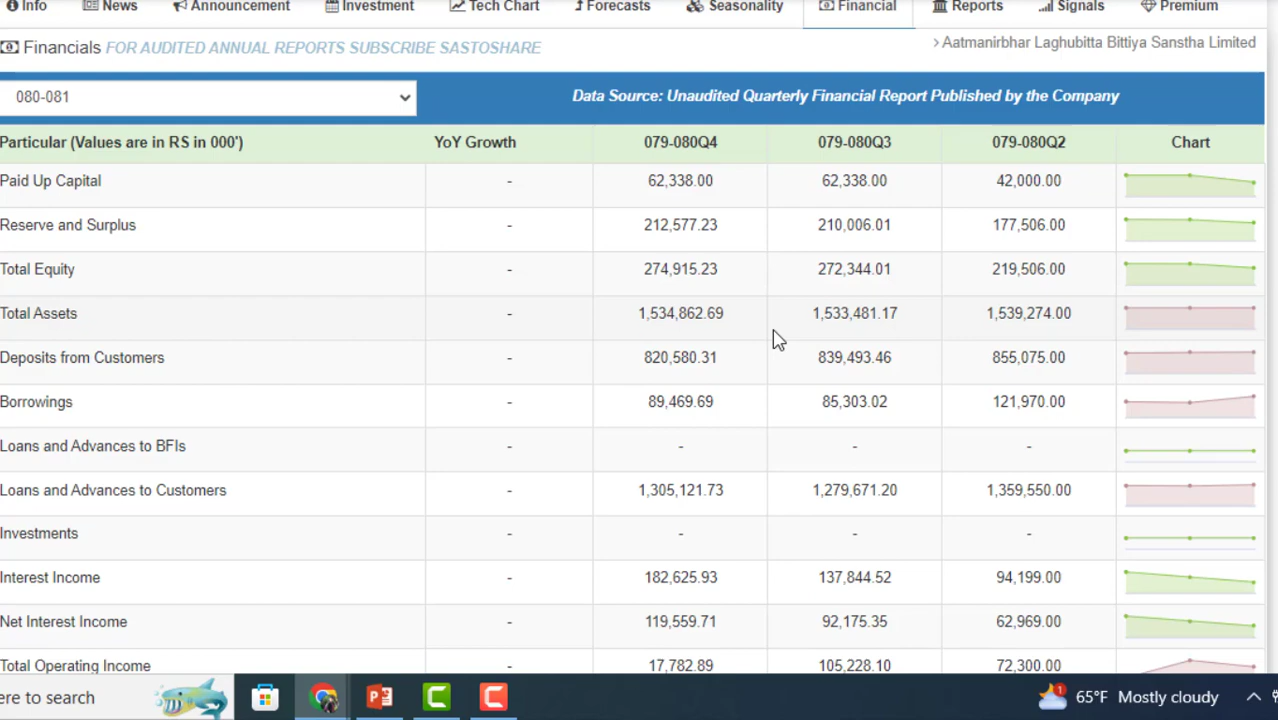 Info News Announcement Investment Tech Chart Forecasts Seasonality Financial Reports Signals Premium
Financials FOR AUDITED ANNUAL REPORTS SUBSCRIBE SASTOSHARE
Aatmanirbhar Laghubitta Bittiya Sanstha Limited
080-081 Data Source: Unaudited Quarterly Financial Report Published by the Company
Particular (Values are in RS in 000') YoY Growth 079-080Q4 079-080Q3 079-080Q2 Chart
Paid Up Capital - 62,338.00 62,338.00 42,000.00
Reserve and Surplus - 212,577.23 210,006.01 177,506.00
Total Equity - 274,915.23 272,344.01 219,506.00
Total Assets - 1,534,862.69 1,533,481.17 1,539,274.00
Deposits from Customers - 820,580.31 839,493.46 855,075.00
Borrowings - 89,469.69 85,303.02 121,970.00
Loans and Advances to BFIs - - - -
Loans and Advances to Customers - 1,305,121.73 1,279,671.20 1,359,550.00
Investments - - - -
Interest Income - 182,625.93 137,844.52 94,199.00
Net Interest Income - 119,559.71 92,175.35 62,969.00
Total Operating Income - 17,782.89 105,228.10 72,300.00
ere to search 65°F Mostly cloudy